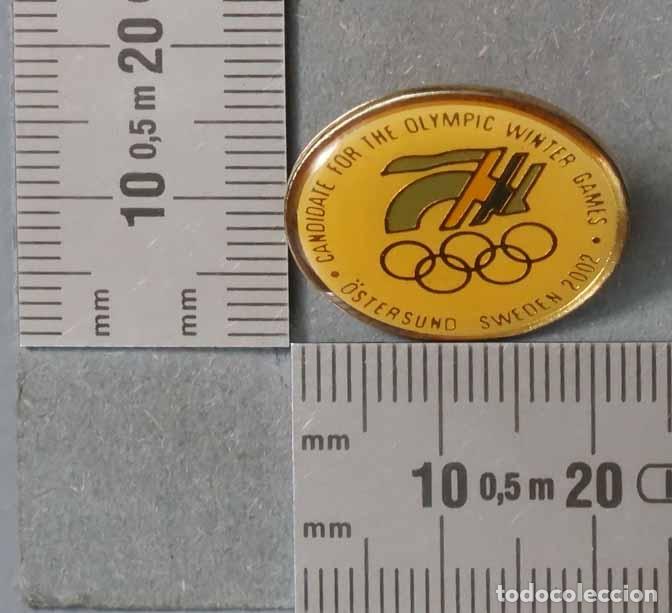 CANDIDATE FOR THE OLYMPIC WINTER GAMES
ÖSTERSUND SWEDEN 2002
10 0,5 m 20
mm
mm
mm
10 0,5 m 20
mm
todocoleccion